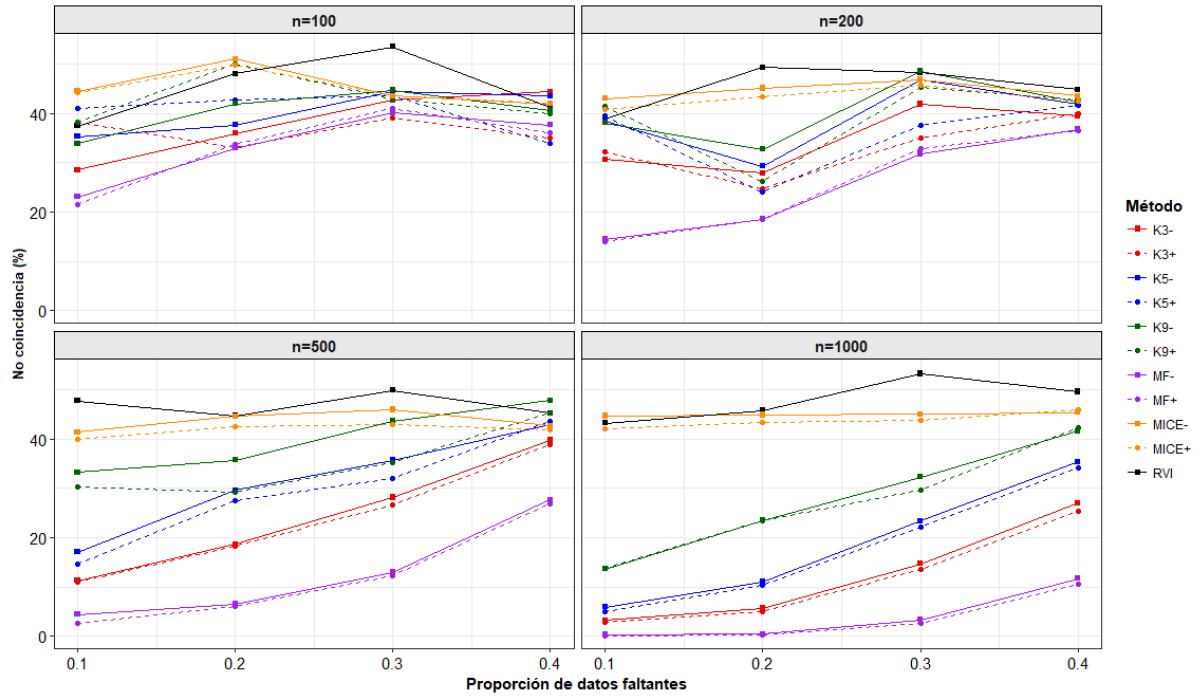 n=100
n=200
40
20
0
n=500
n=1000
40
20
0
0.1
0.2
0.3
0.4
0.1
0.2
0.3
0.4
No coincidencia (%)
Proporción de datos faltantes
Método
K3-
K3+
K5-
K5+
K9-
K9+
MF-
MF+
MICE-
MICE+
RVI